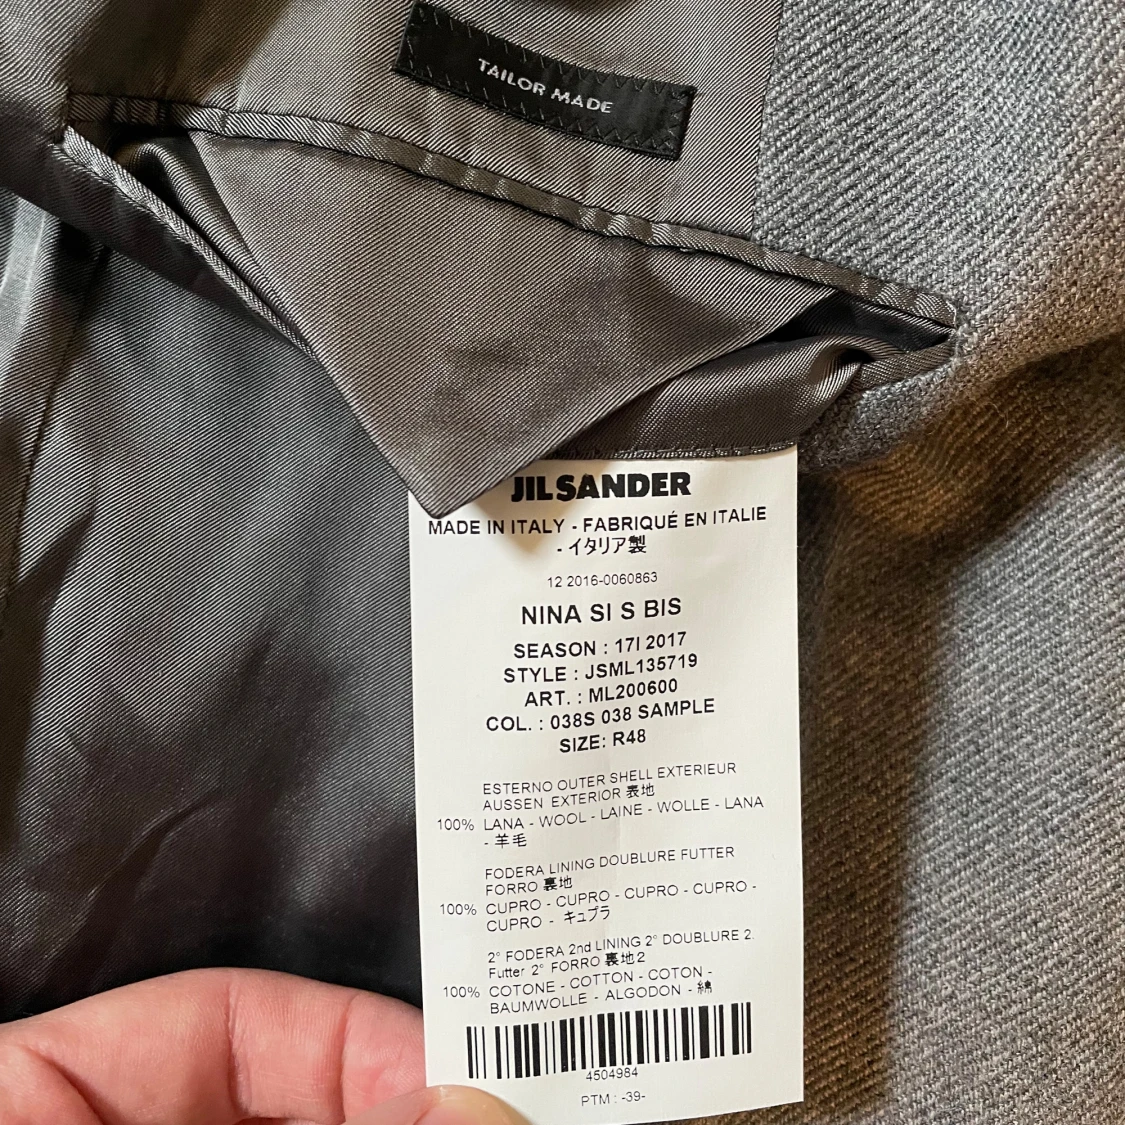 TAILOR MADE
JIL SANDER
MADE IN ITALY - FABRIQUÉ EN ITALIE
- イタリア製
12 2016-0060863
NINA SI S BIS
SEASON : 17I 2017
STYLE : JSML135719
ART. : ML200600
COL. : 038S 038 SAMPLE
SIZE: R48
ESTERNO OUTER SHELL EXTERIEUR
AUSSEN EXTERIOR 表地
100% LANA - WOOL - LAINE - WOLLE - LANA
- 羊毛
FODERA LINING DOUBLURE FUTTER
FORRO 裏地
100% CUPRO - CUPRO - CUPRO - CUPRO -
CUPRO - キュプラ
2° FODERA 2nd LINING 2° DOUBLURE 2.
Futter 2° FORRO 裏地2
100% COTONE - COTTON - COTON -
BAUMWOLLE - ALGODON - 綿
4504984
PTM : -39-